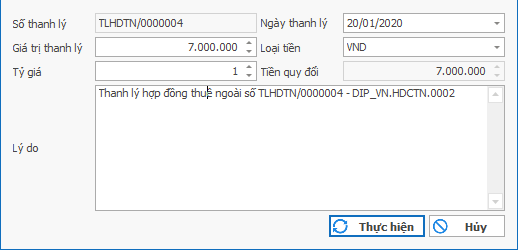 Số thanh lý TLHDTN/0000004 Ngày thanh lý 20/01/2020
Giá trị thanh lý 7.000.000 Loại tiền VND
Tỷ giá 1 Tiền quy đổi 7.000.000
Lý do Thanh lý hợp đồng thuê ngoài số TLHDTN/0000004 - DIP_VN.HDCTN.0002
Thực hiện Hủy